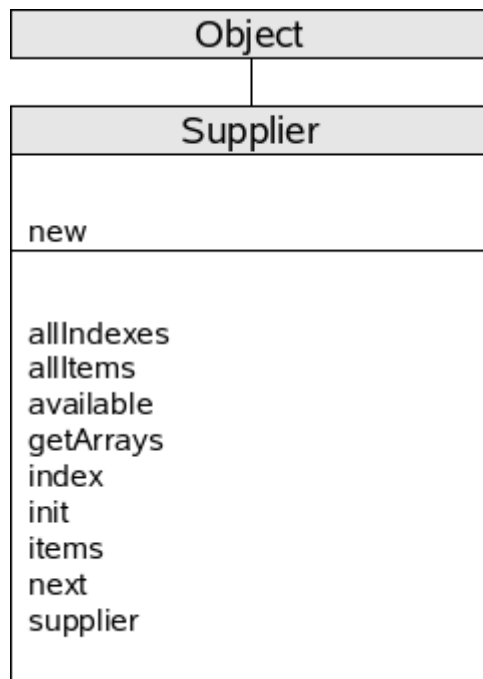 Object
Supplier
new
allIndexes
allItems
available
getArrays
index
init
items
next
supplier